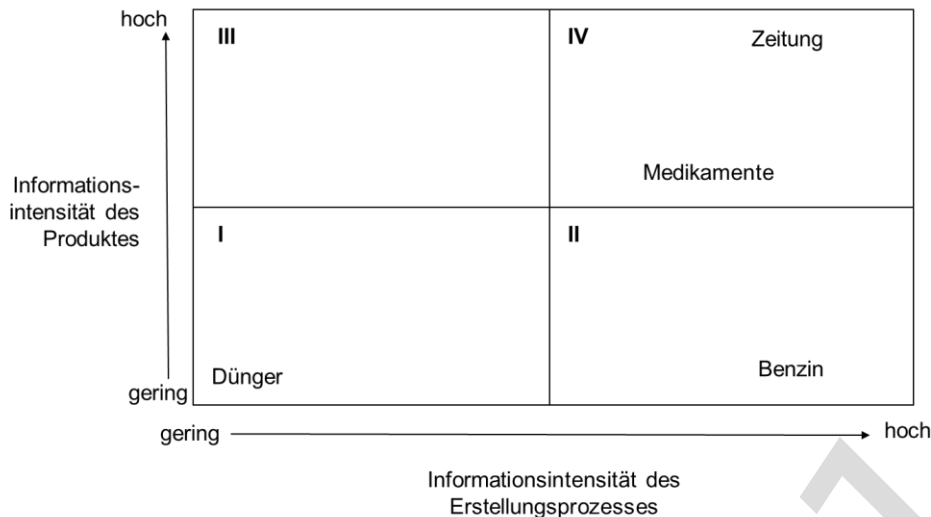 hoch
III
IV
Zeitung
Medikamente
Informations-
intensität des
Produktes
I
II
Dünger
Benzin
gering
gering
hoch
Informationsintensität des
Erstellungsprozesses